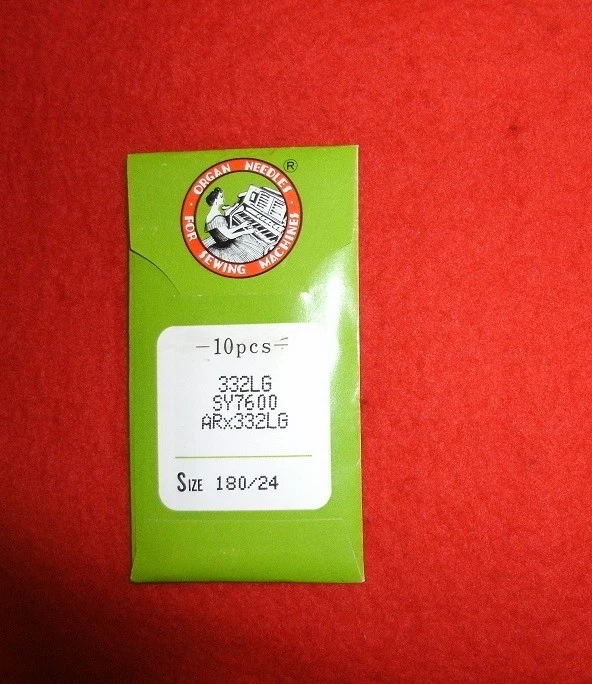 ORGAN NEEDLES
FOR SEWING MACHINES
®
-10pcs-
332LG
SY7600
ARx332LG
SIZE 180/24